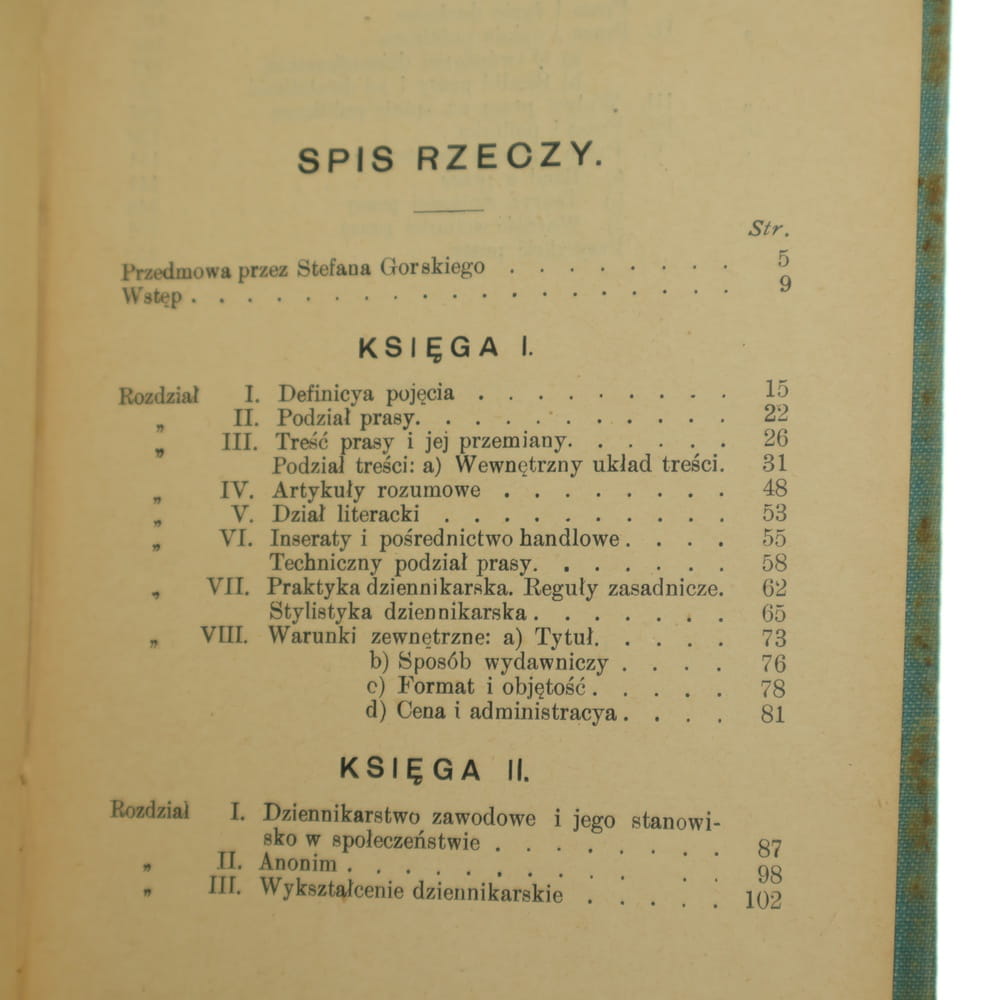 SPIS RZECZY.
Str.
Przedmowa przez Stefana Gorskiego . . . . . . . . 5
Wstęp . . . . . . . . . . . . . . . . . . 9
KSIĘGA I.
Rozdział I. Definicya pojęcia . . . . . . . . . 15
„ II. Podział prasy. . . . . . . . . . . 22
„ III. Treść prasy i jej przemiany. . . . . . 26
Podział treści: a) Wewnętrzny układ treści. 31
„ IV. Artykuły rozumowe . . . . . . . . 48
„ V. Dział literacki . . . . . . . . . . 53
„ VI. Inseraty i pośrednictwo handlowe . . . . 55
Techniczny podział prasy. . . . . . . 58
„ VII. Praktyka dziennikarska. Reguły zasadnicze. 62
Stylistyka dziennikarska . . . . . . . 65
„ VIII. Warunki zewnętrzne: a) Tytuł. . . . . 73
b) Sposób wydawniczy . . . . 76
c) Format i objętość . . . . . 78
d) Cena i administracya . . . . 81
KSIĘGA II.
Rozdział I. Dziennikarstwo zawodowe i jego stanowi-
sko w społeczeństwie . . . . . . . . 87
„ II. Anonim . . . . . . . . . . . . 98
„ III. Wykształcenie dziennikarskie . . . . . 102